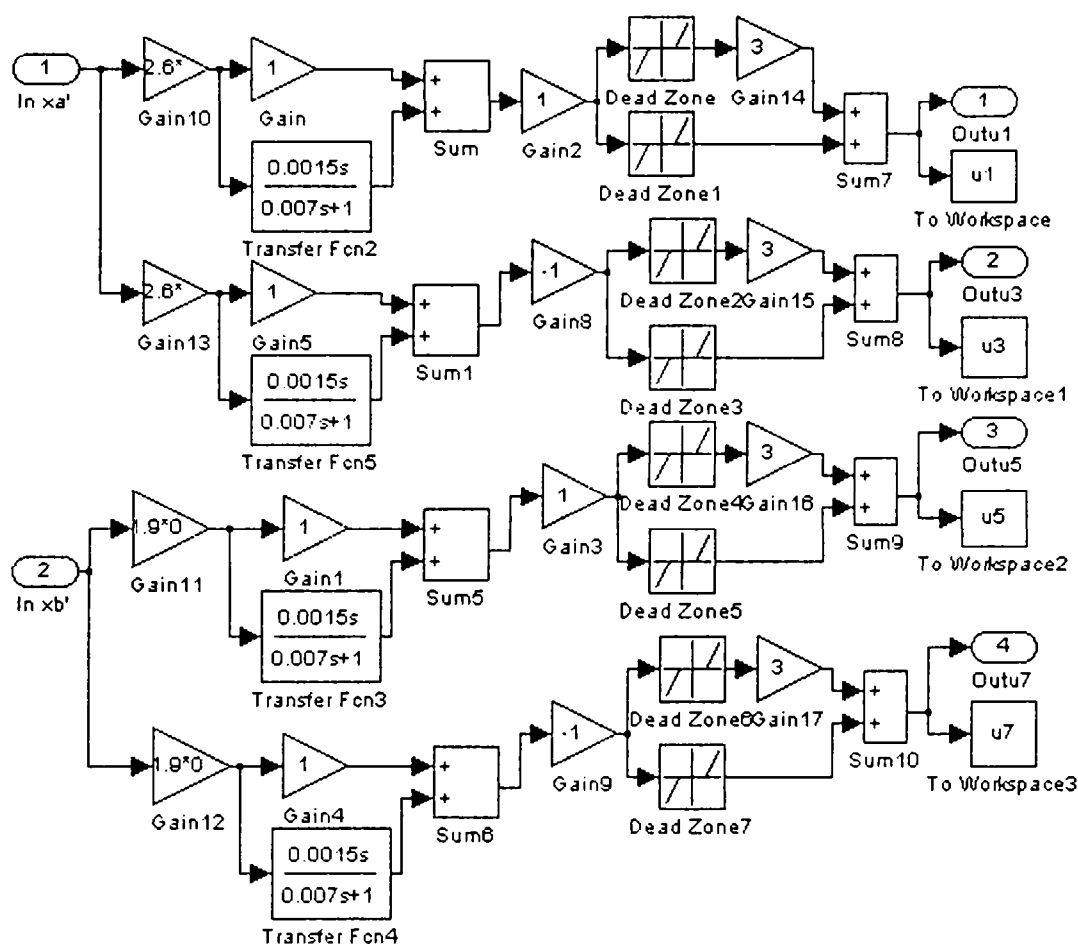 1
In xa'
2.6*
Gain10
1
Gain
0.0015s
0.007s+1
Transfer Fcn2
+
+
Sum
1
Gain2
Dead Zone
3
Gain14
Dead Zone1
+
+
Sum7
1
Outu1
u1
To Workspace
2.6*
Gain13
1
Gain5
0.0015s
0.007s+1
Transfer Fcn5
+
+
Sum1
-1
Gain8
Dead Zone2
3
Gain15
Dead Zone3
+
+
Sum8
2
Outu3
u3
To Workspace1
2
In xb'
1.9*0
Gain11
1
Gain1
0.0015s
0.007s+1
Transfer Fcn3
+
+
Sum5
1
Gain3
Dead Zone4
3
Gain16
Dead Zone5
+
+
Sum9
3
Outu5
u5
To Workspace2
1.9*0
Gain12
1
Gain4
0.0015s
0.007s+1
Transfer Fcn4
+
+
Sum6
-1
Gain9
Dead Zone6
3
Gain17
Dead Zone7
+
+
Sum10
4
Outu7
u7
To Workspace3